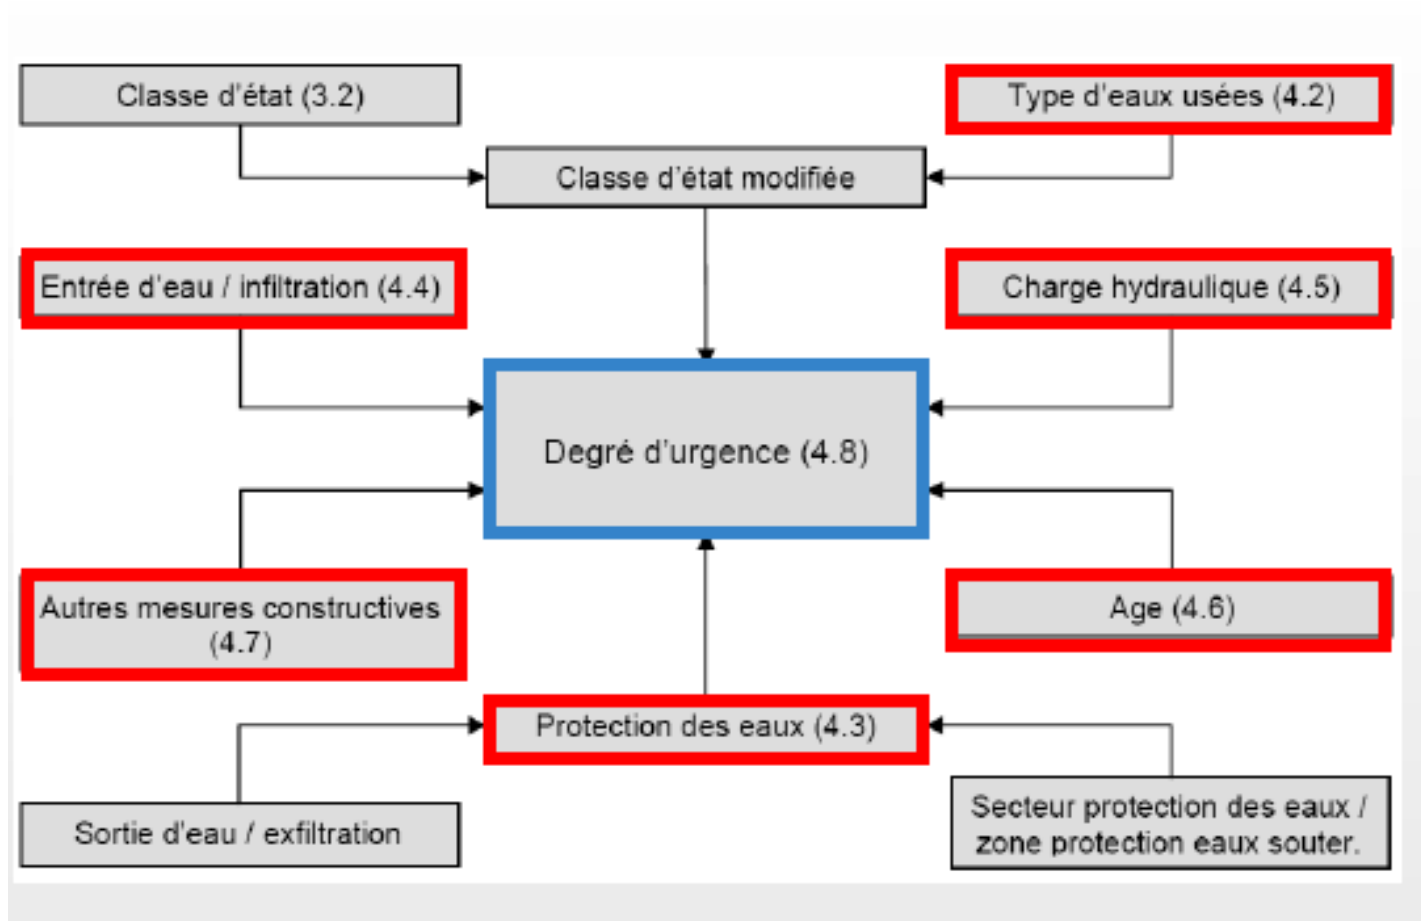 Classe d'état (3.2)
Type d'eaux usées (4.2)
Classe d'état modifiée
Entrée d'eau / infiltration (4.4)
Charge hydraulique (4.5)
Degré d'urgence (4.8)
Autres mesures constructives
(4.7)
Age (4.6)
Protection des eaux (4.3)
Sortie d'eau / exfiltration
Secteur protection des eaux /
zone protection eaux souter.